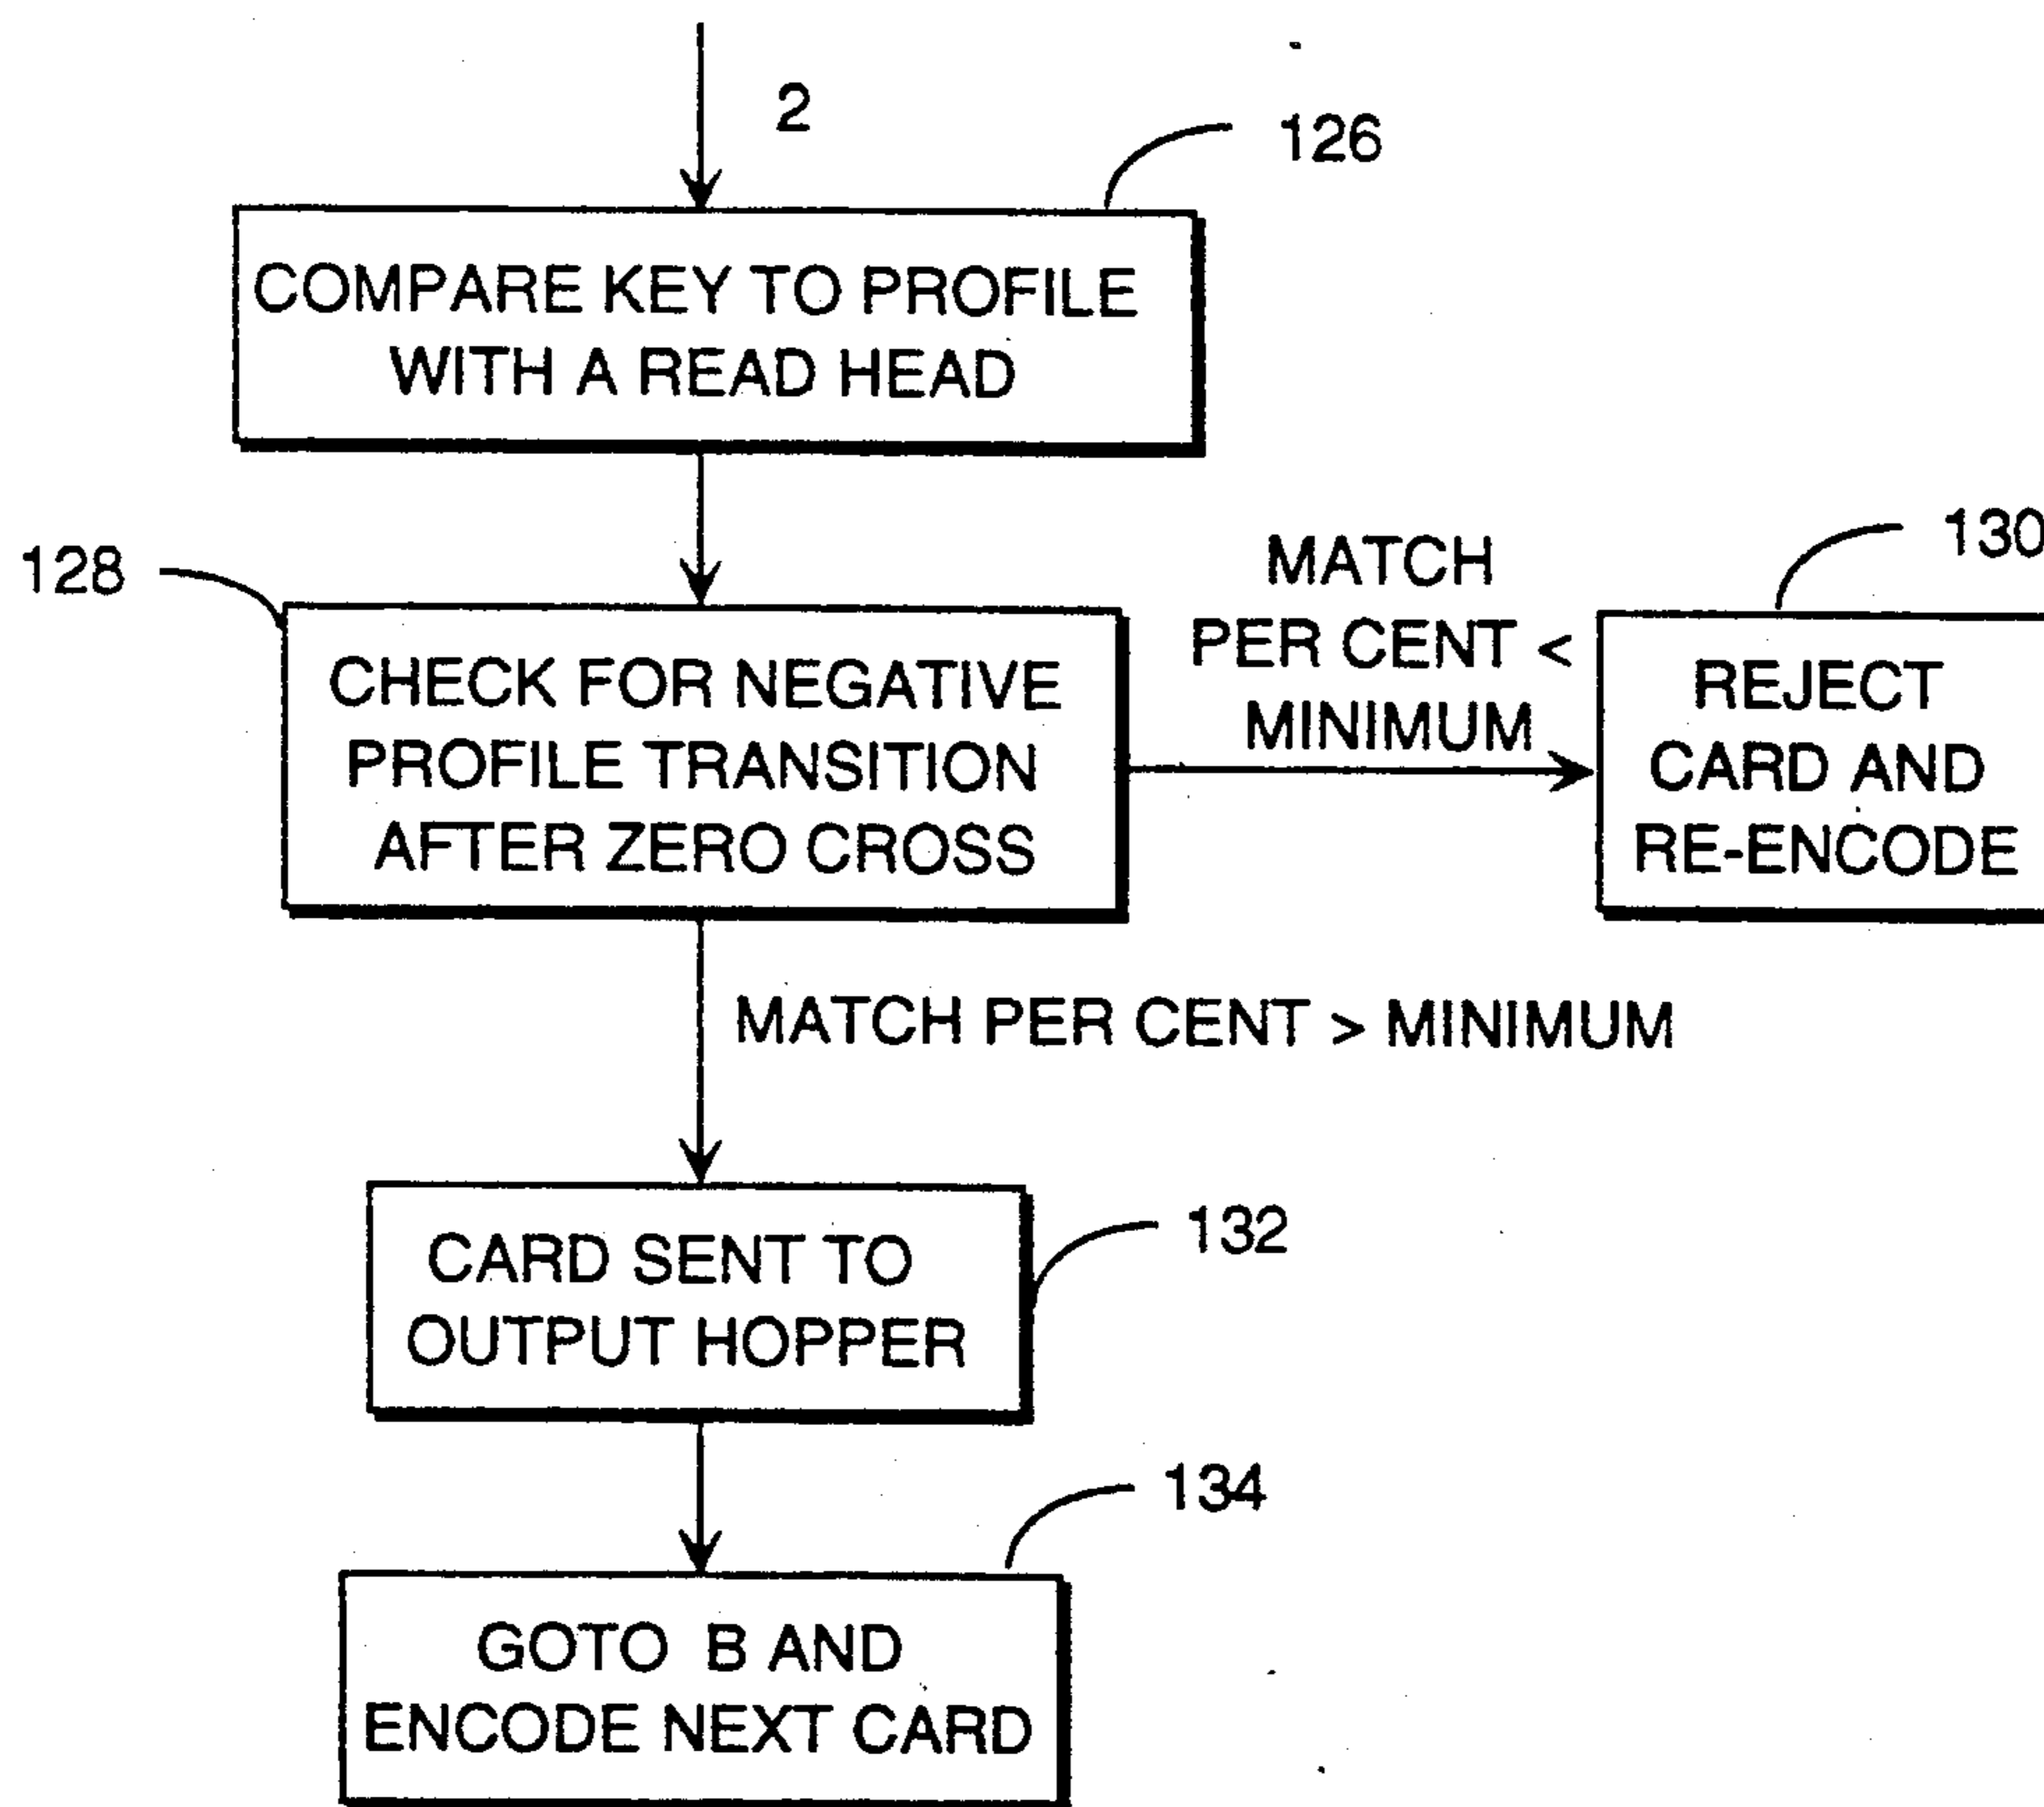 2
126
COMPARE KEY TO PROFILE
WITH A READ HEAD
128
CHECK FOR NEGATIVE
PROFILE TRANSITION
AFTER ZERO CROSS
MATCH
PER CENT <
MINIMUM
130
REJECT
CARD AND
RE-ENCODE
MATCH PER CENT > MINIMUM
132
CARD SENT TO
OUTPUT HOPPER
134
GOTO B AND
ENCODE NEXT CARD